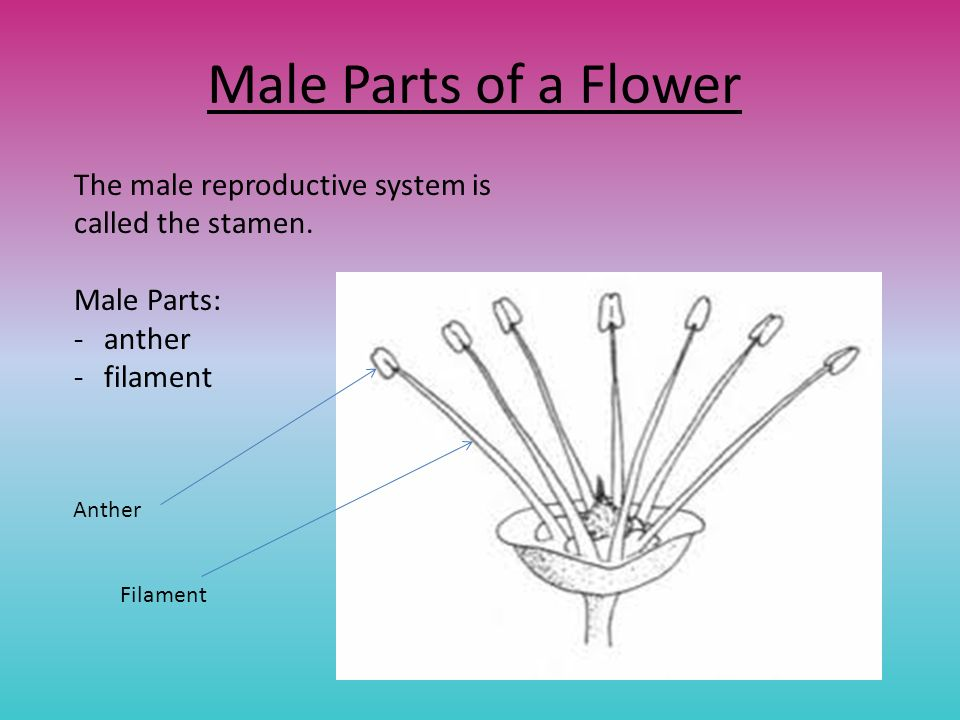 Male Parts of a Flower
The male reproductive system is
called the stamen.
Male Parts:
- anther
- filament
Anther
Filament